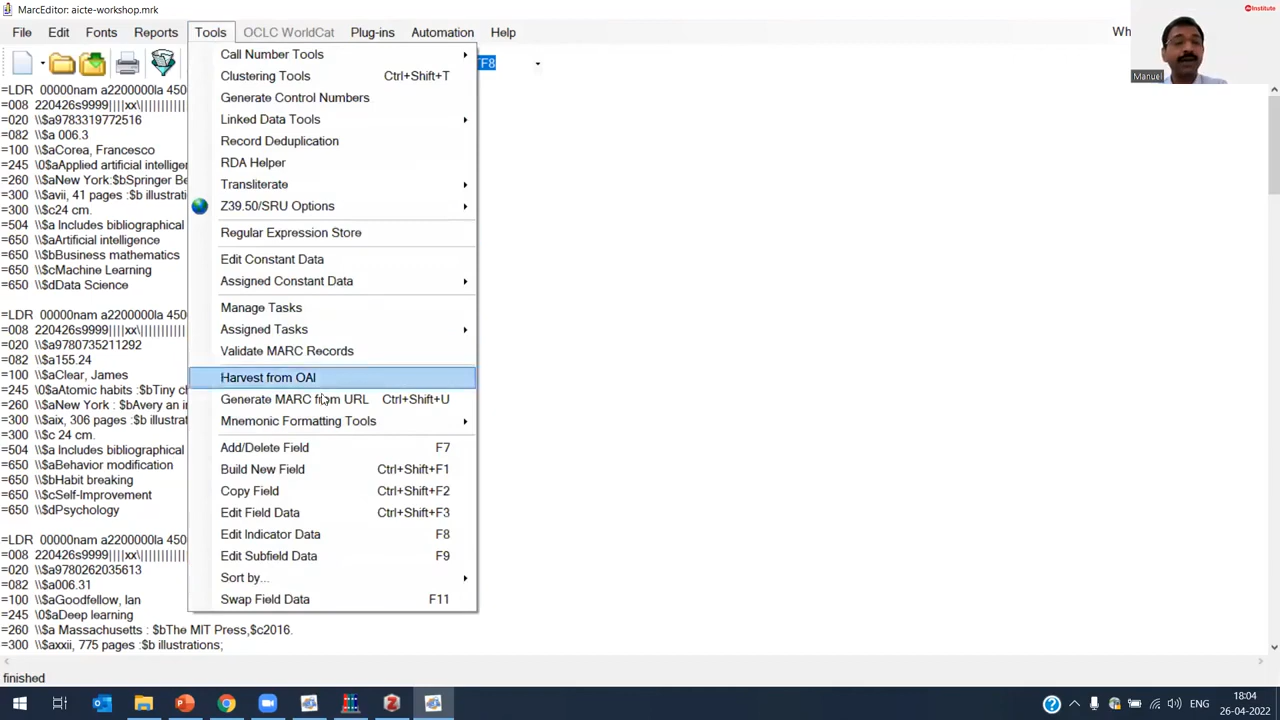 MarcEditor: aicte-workshop.mrk
Institute
File Edit Fonts Reports Tools OCLC WorldCat Plug-ins Automation Help
Manuel
Call Number Tools
Clustering Tools Ctrl+Shift+T
Generate Control Numbers
Linked Data Tools
Record Deduplication
RDA Helper
Transliterate
Z39.50/SRU Options
Regular Expression Store
Edit Constant Data
Assigned Constant Data
Manage Tasks
Assigned Tasks
Validate MARC Records
Harvest from OAI
Generate MARC from URL Ctrl+Shift+U
Mnemonic Formatting Tools
Add/Delete Field F7
Build New Field Ctrl+Shift+F1
Copy Field Ctrl+Shift+F2
Edit Field Data Ctrl+Shift+F3
Edit Indicator Data F8
Edit Subfield Data F9
Sort by...
Swap Field Data F11
=LDR 00000nam a2200000Ia 450
=008 220426s9999||||xx\||||||||||
=020 \\$a9783319772516
=082 \\$a 006.3
=100 \\$aCorea, Francesco
=245 \0$aApplied artificial intelliger
=260 \\$aNew York:$bSpringer Be
=300 \\$avii, 41 pages :$b illustrati
=300 \\$c24 cm.
=504 \\$a Includes bibliographical
=650 \\$aArtificial intelligence
=650 \\$bBusiness mathematics
=650 \\$cMachine Learning
=650 \\$dData Science
=LDR 00000nam a2200000Ia 450
=008 220426s9999||||xx\||||||||||
=020 \\$a9780735211292
=082 \\$a155.24
=100 \\$aClear, James
=245 \0$aAtomic habits :$bTiny c
=260 \\$aNew York : $bAvery an i
=300 \\$aix, 306 pages :$b illustra
=300 \\$c 24 cm.
=504 \\$a Includes bibliographical
=650 \\$aBehavior modification
=650 \\$bHabit breaking
=650 \\$cSelf-Improvement
=650 \\$dPsychology
=LDR 00000nam a2200000Ia 450
=008 220426s9999||||xx\||||||||||
=020 \\$a9780262035613
=082 \\$a006.31
=100 \\$aGoodfellow, Ian
=245 \0$aDeep learning
=260 \\$a Massachusetts : $bThe MIT Press,$c2016.
=300 \\$axxii, 775 pages :$b illustrations;
finished
ENG
18:04
26-04-2022